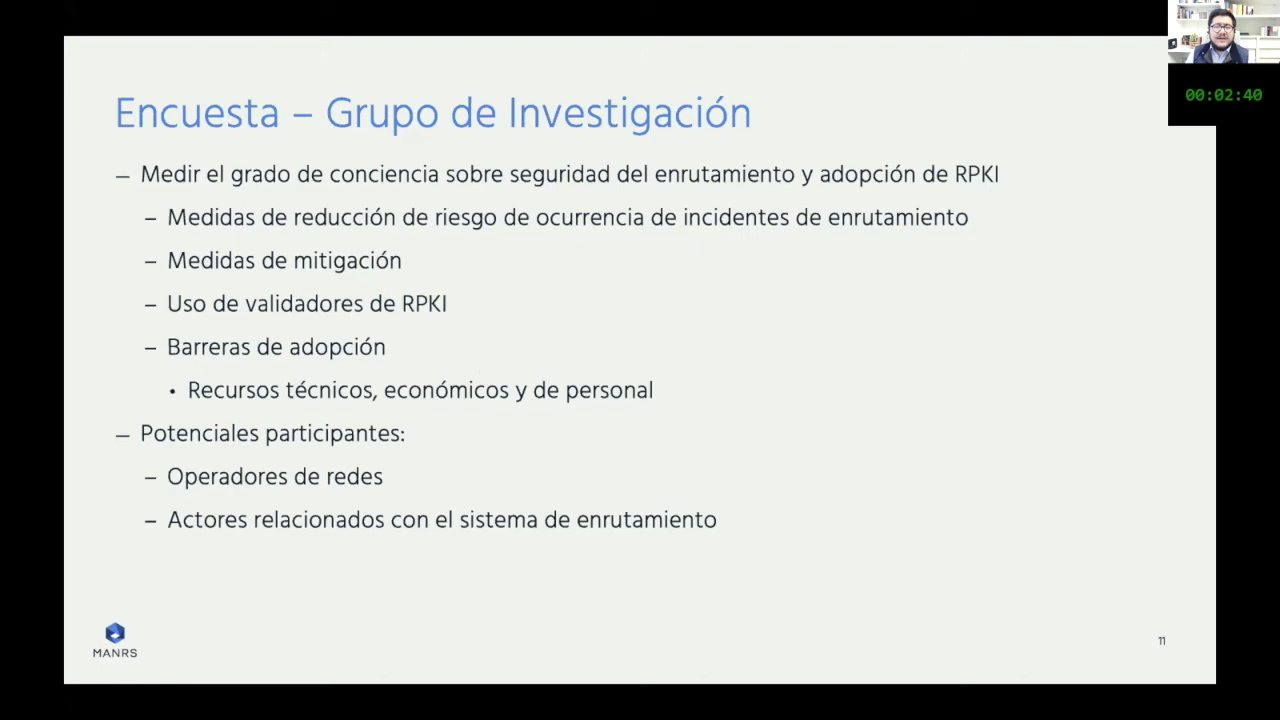 00:02:40
Encuesta – Grupo de Investigación
– Medir el grado de conciencia sobre seguridad del enrutamiento y adopción de RPKI
– Medidas de reducción de riesgo de ocurrencia de incidentes de enrutamiento
– Medidas de mitigación
– Uso de validadores de RPKI
– Barreras de adopción
• Recursos técnicos, económicos y de personal
– Potenciales participantes:
– Operadores de redes
– Actores relacionados con el sistema de enrutamiento
MANRS
11